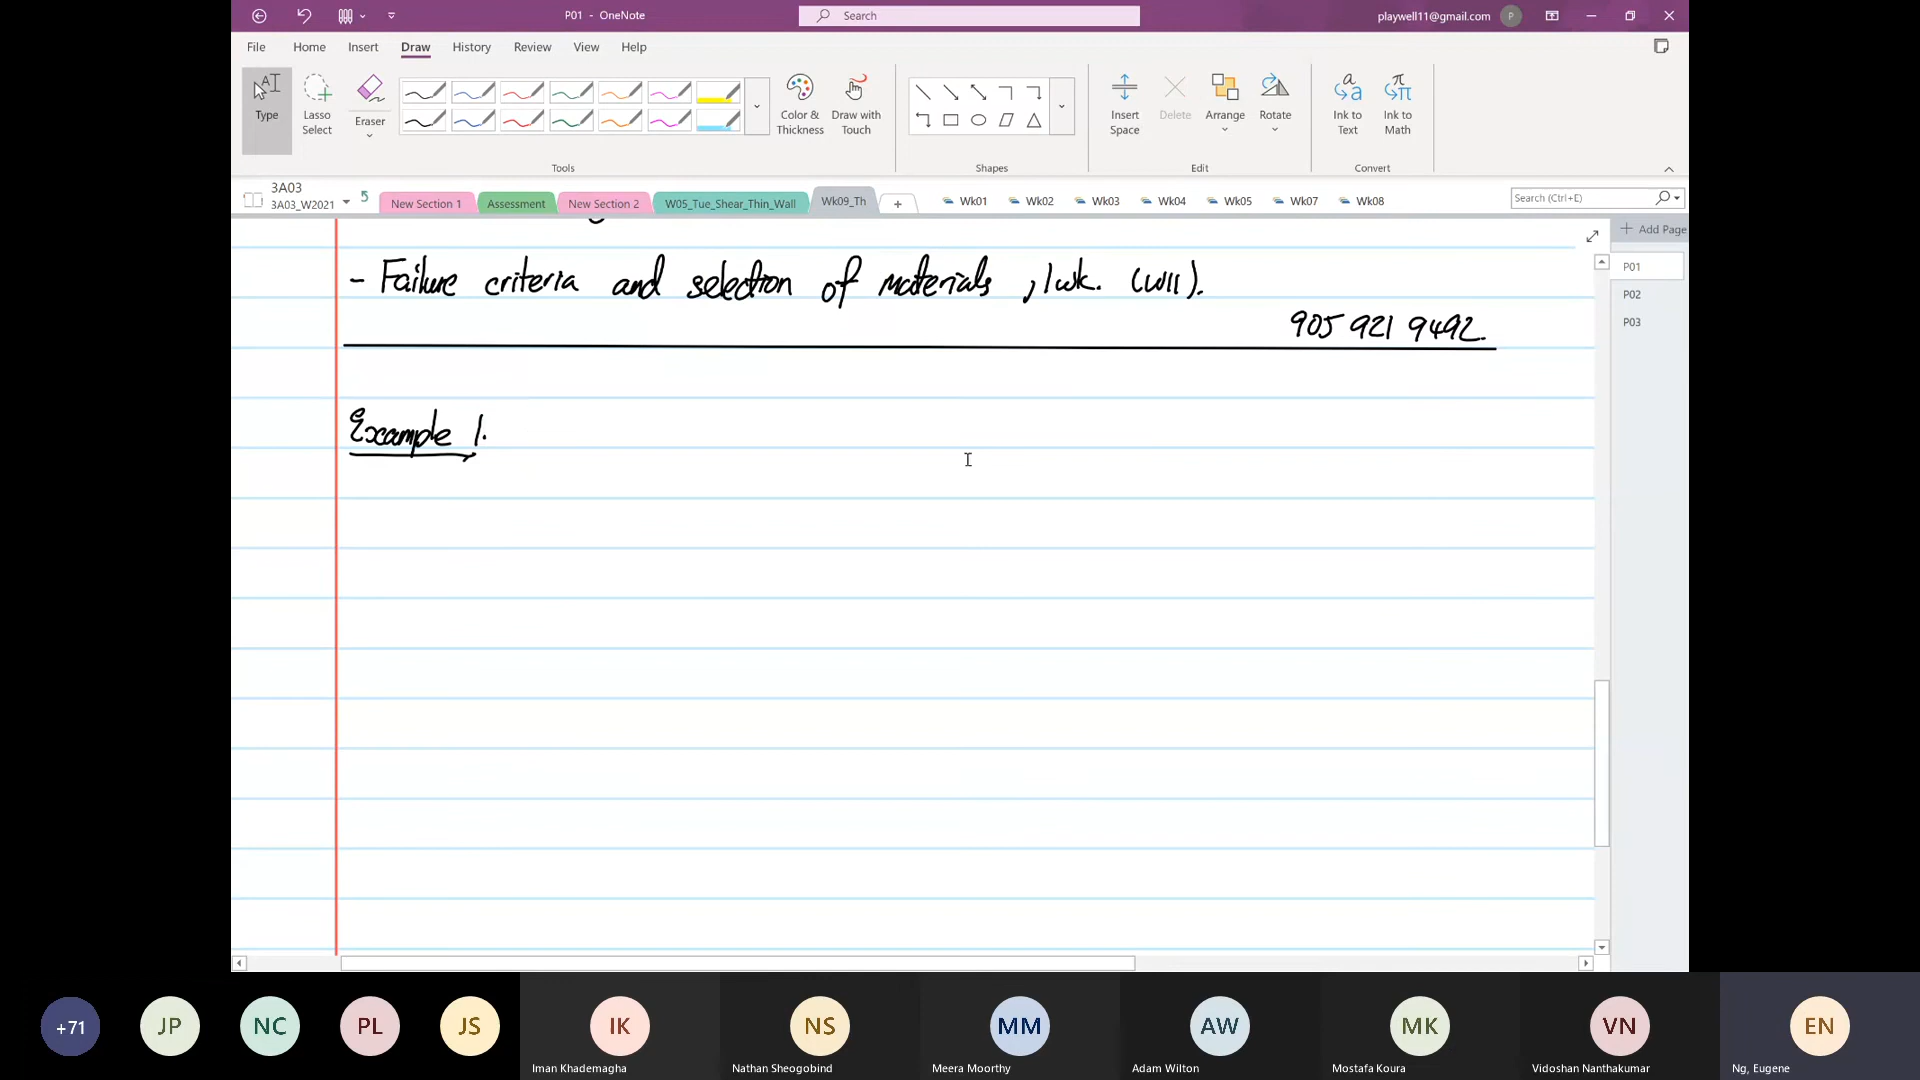 P01 - OneNote
Search
playwell11@gmail.com
P
File Home Insert Draw History Review View Help
Type
Lasso Select
Eraser
Color & Thickness
Draw with Touch
Insert Space
Delete
Arrange
Rotate
Ink to Text
Ink to Math
Tools
Shapes
Edit
Convert
3A03
3A03_W2021
New Section 1
Assessment
New Section 2
W05_Tue_Shear_Thin_Wall
Wk09_Th
Wk01
Wk02
Wk03
Wk04
Wk05
Wk07
Wk08
Search (Ctrl+E)
Add Page
P01
P02
P03
- Failure criteria and selection of materials, 1wk. (W11).
905 921 9492.
Example 1.
+71
JP
NC
PL
JS
IK
NS
MM
AW
MK
VN
EN
Iman Khademagha
Nathan Sheogobind
Meera Moorthy
Adam Wilton
Mostafa Koura
Vidoshan Nanthakumar
Ng, Eugene